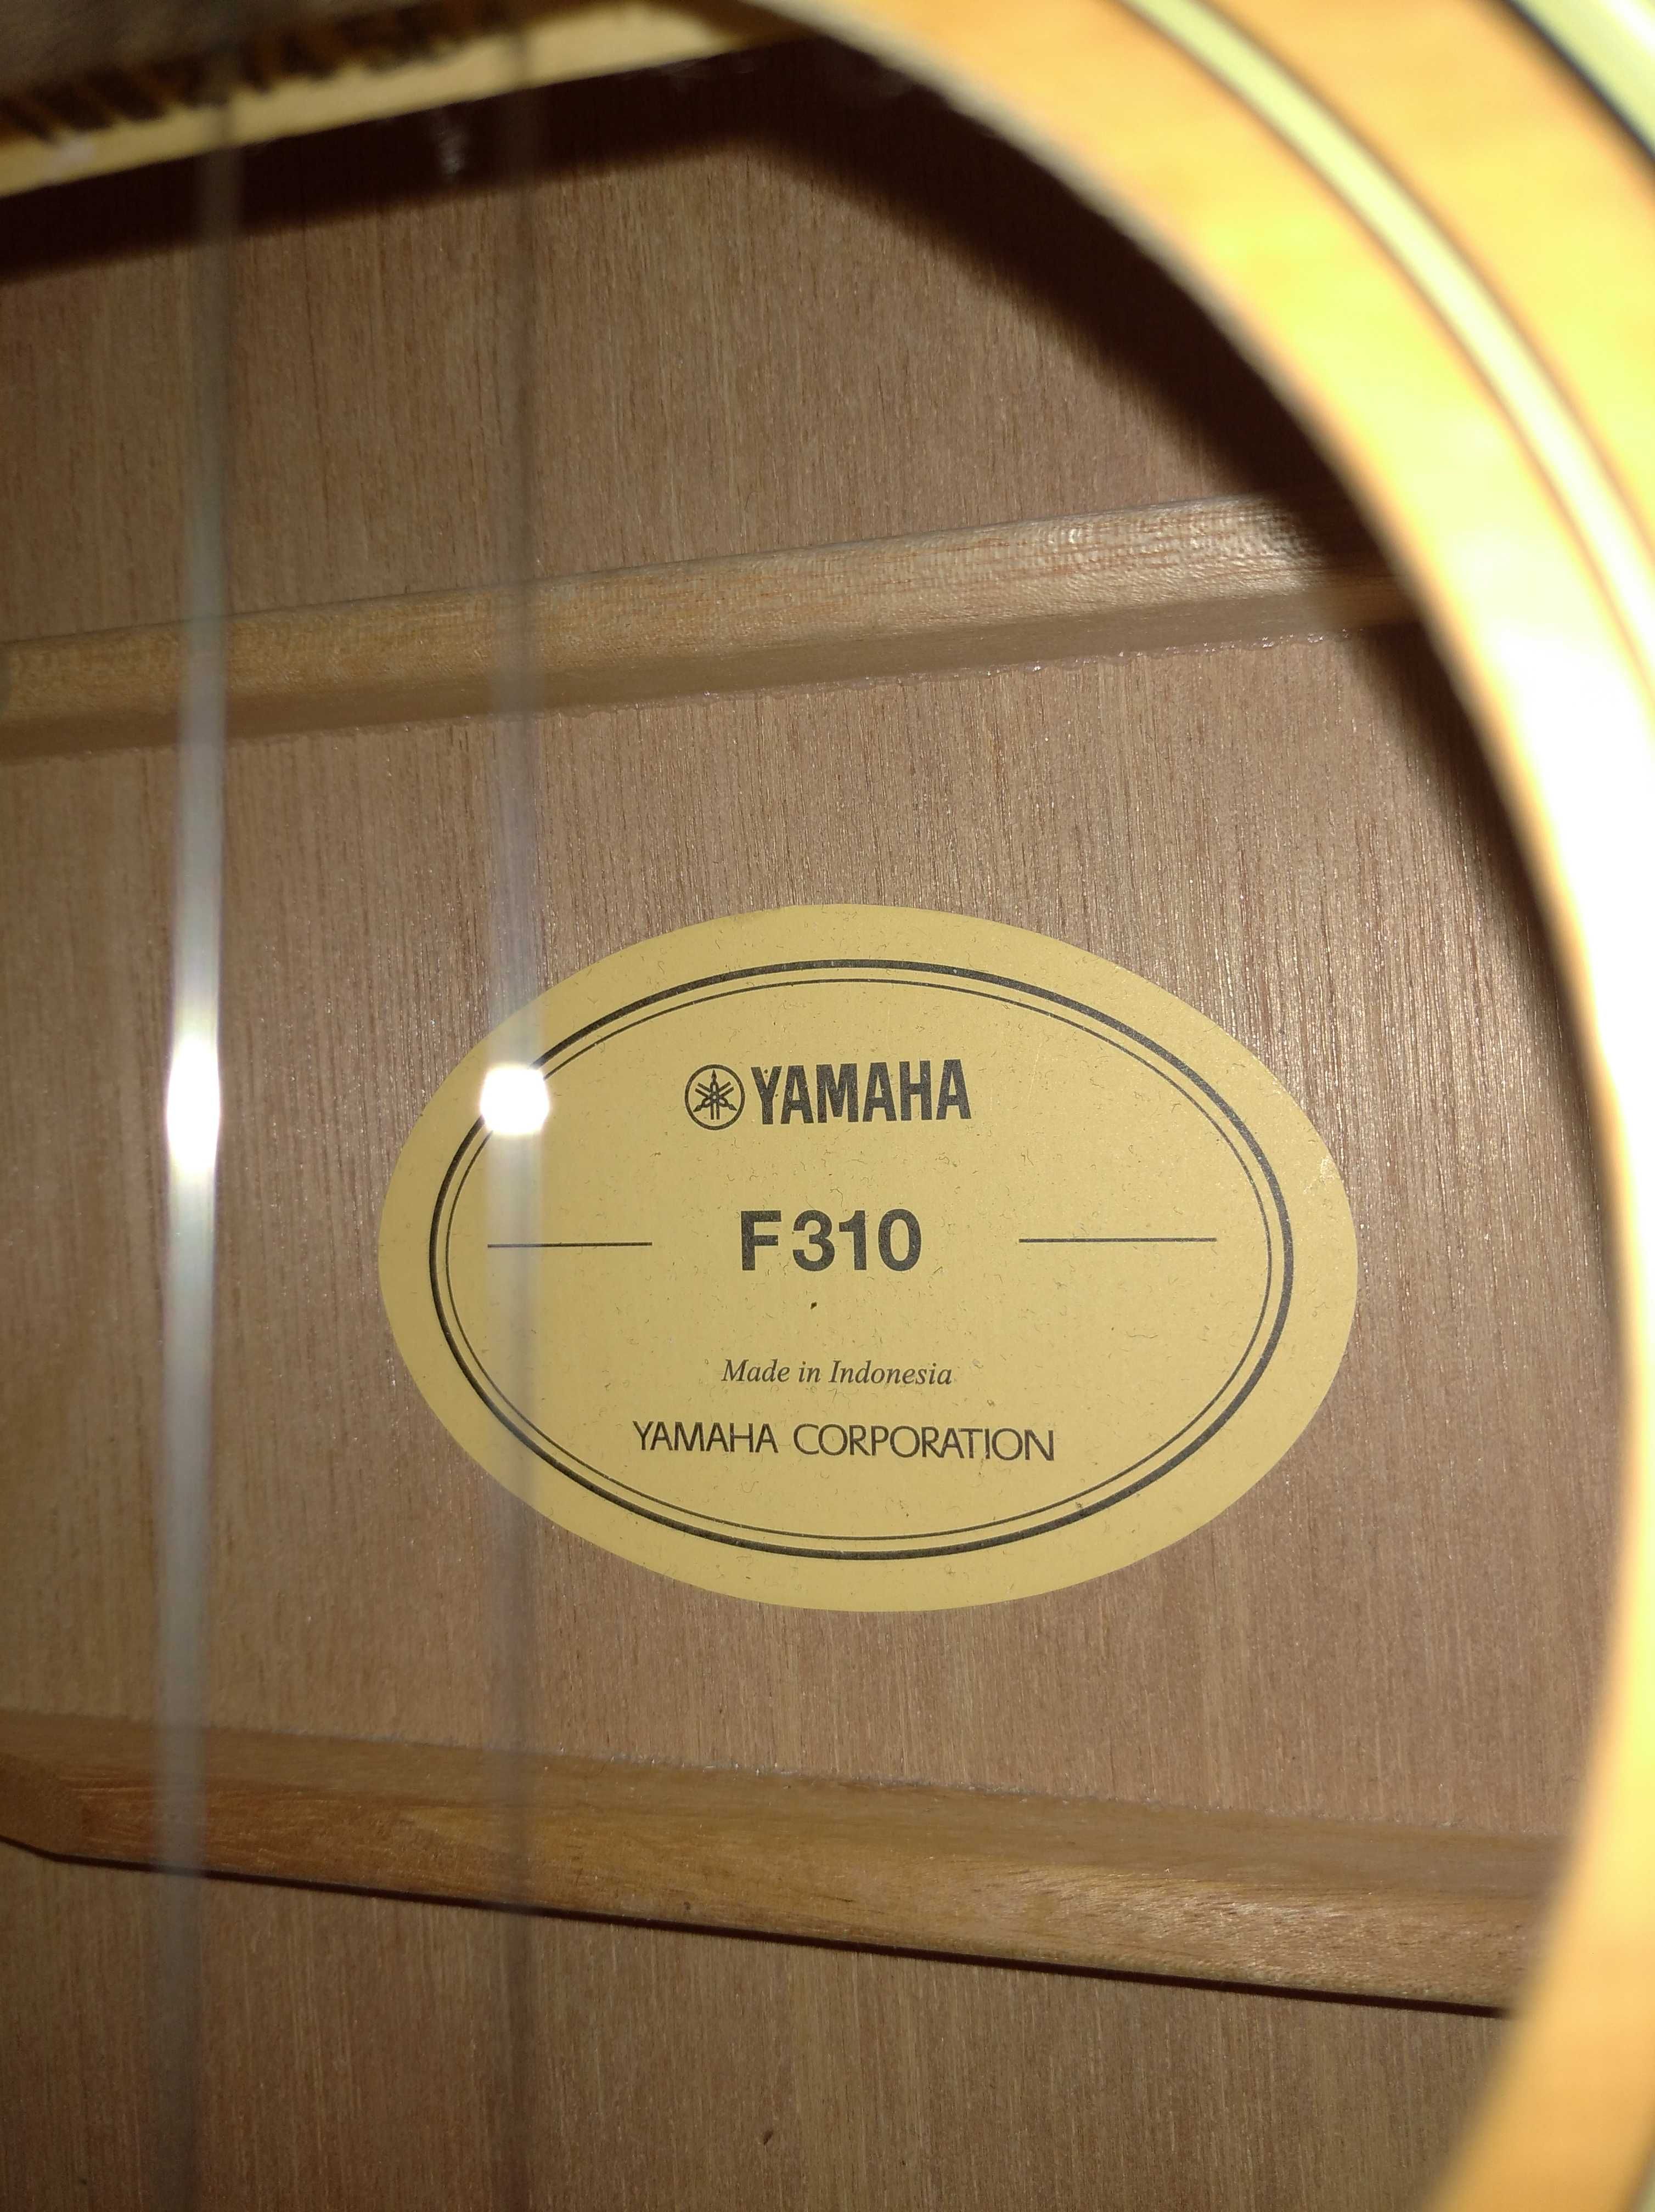 YAMAHA
F310
Made in Indonesia
YAMAHA CORPORATION